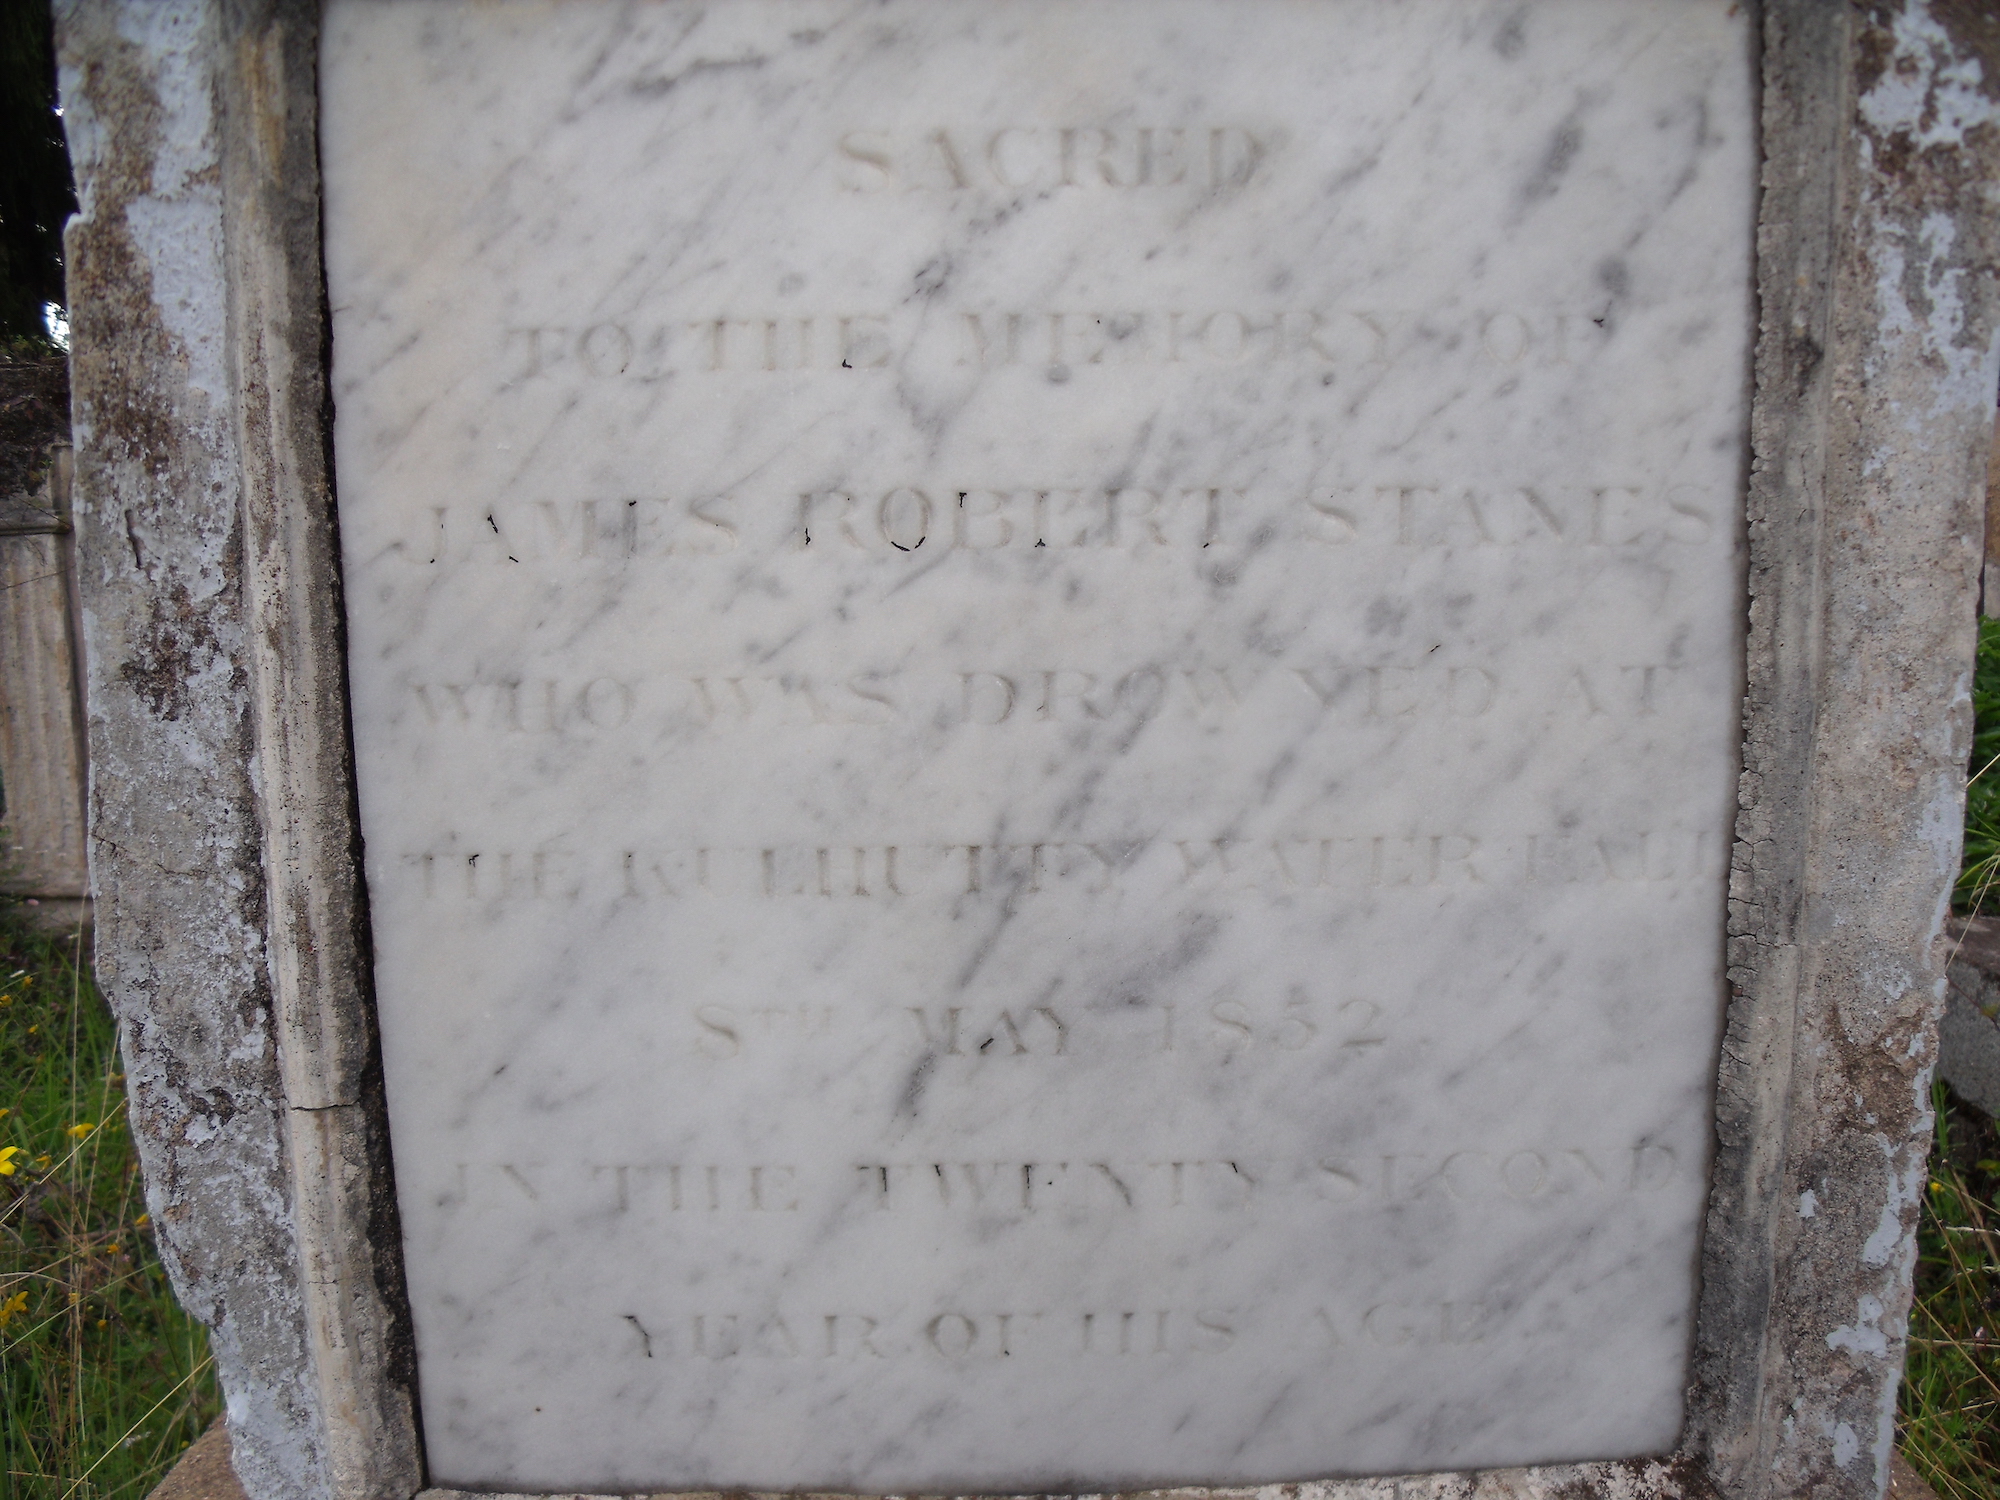 SACRED
TO THE MEMORY OF
JAMES ROBERT STANES
WHO WAS DROWNED AT
THE KULHUTTY WATER FALL
8TH MAY 1852
IN THE TWENTY SECOND
YEAR OF HIS AGE